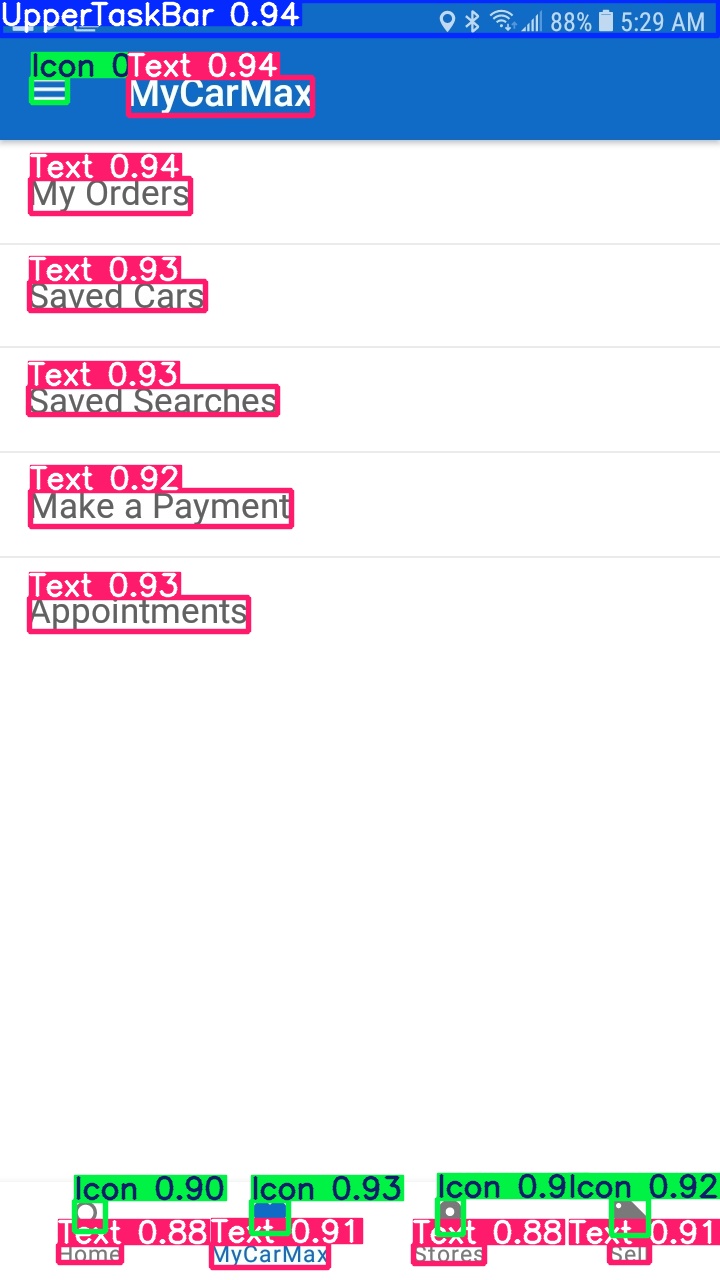 UpperTaskBar 0.94
88% 5:29 AM
Icon 0
Text 0.94
MyCarMax
Text 0.94
My Orders
Text 0.93
Saved Cars
Text 0.93
Saved Searches
Text 0.92
Make a Payment
Text 0.93
Appointments
Icon 0.90 Icon 0.93 Icon 0.9 Icon 0.92
Text 0.88 Text 0.91 Text 0.88 Text 0.91
Home MyCarMax Stores Sell